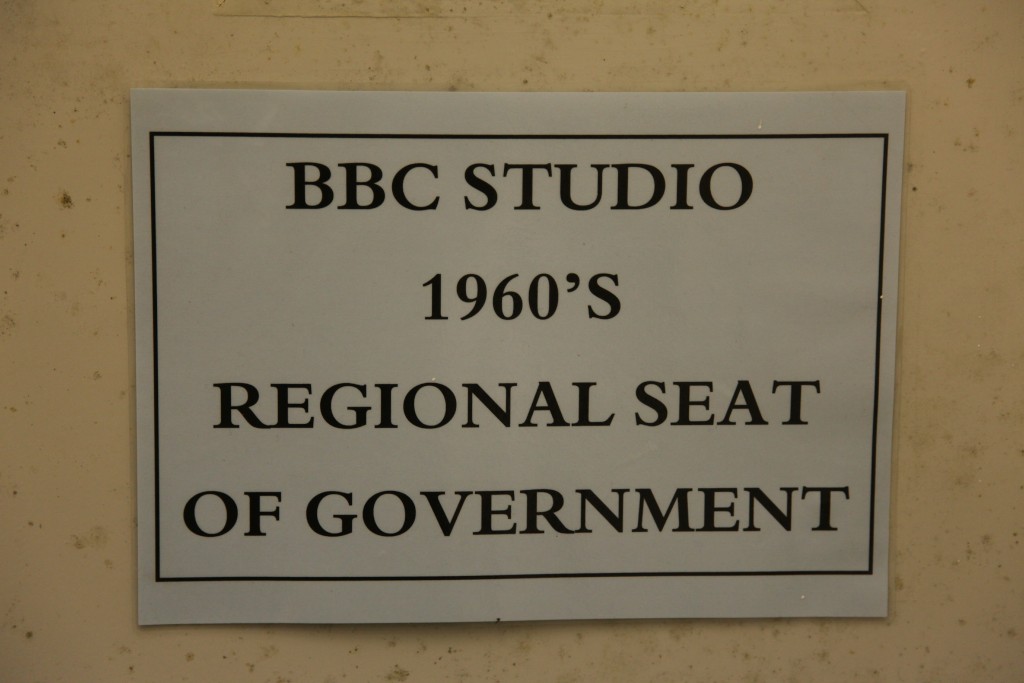 BBC STUDIO
1960’S
REGIONAL SEAT
OF GOVERNMENT